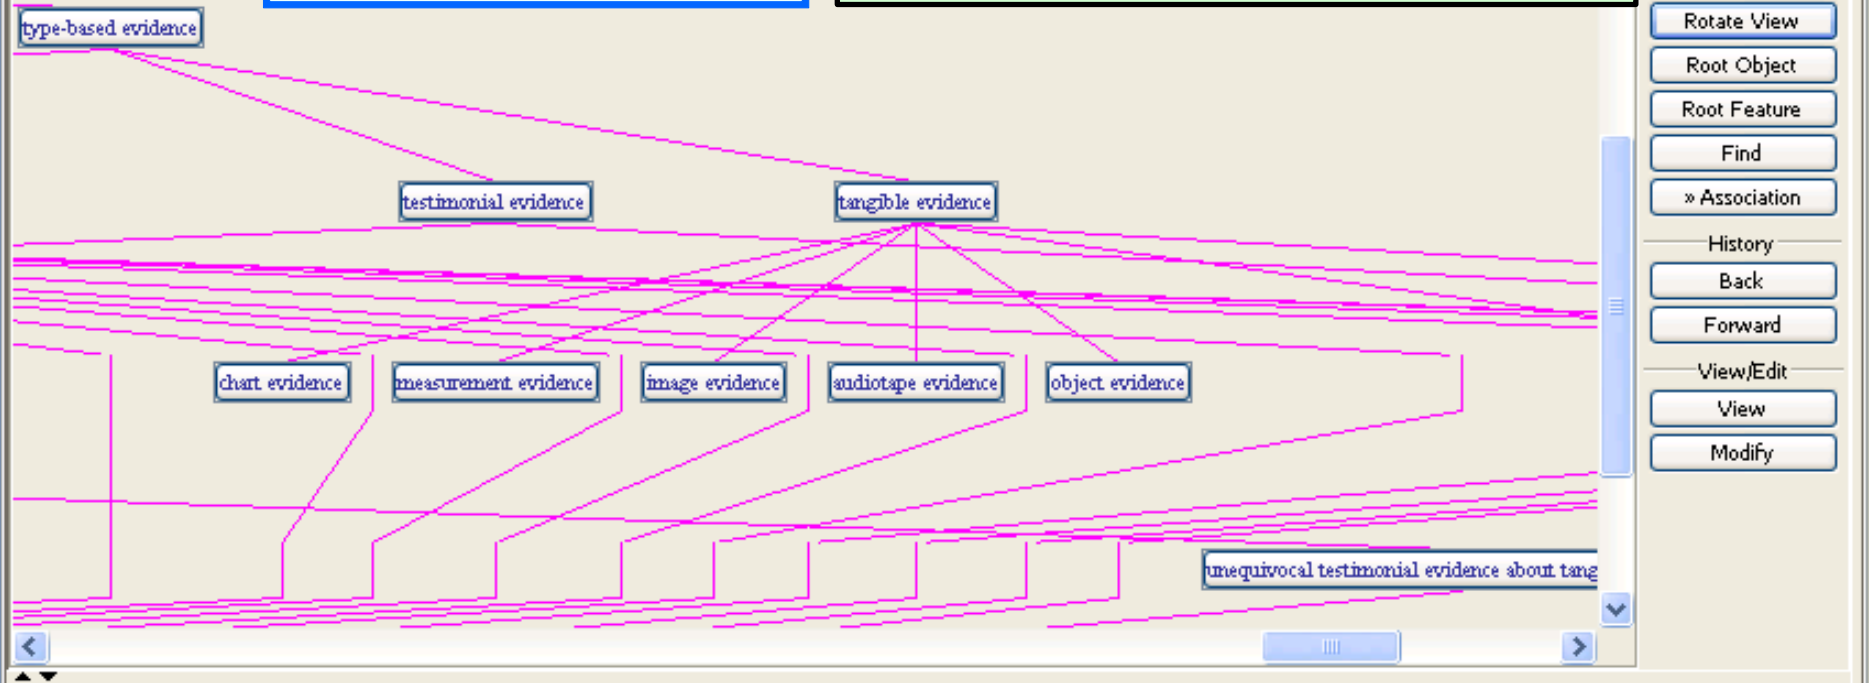 type-based evidence
testimonial evidence
tangible evidence
chart evidence
measurement evidence
image evidence
audiotape evidence
object evidence
unequivocal testimonial evidence about tang
Rotate View
Root Object
Root Feature
Find
» Association
History
Back
Forward
View/Edit
View
Modify